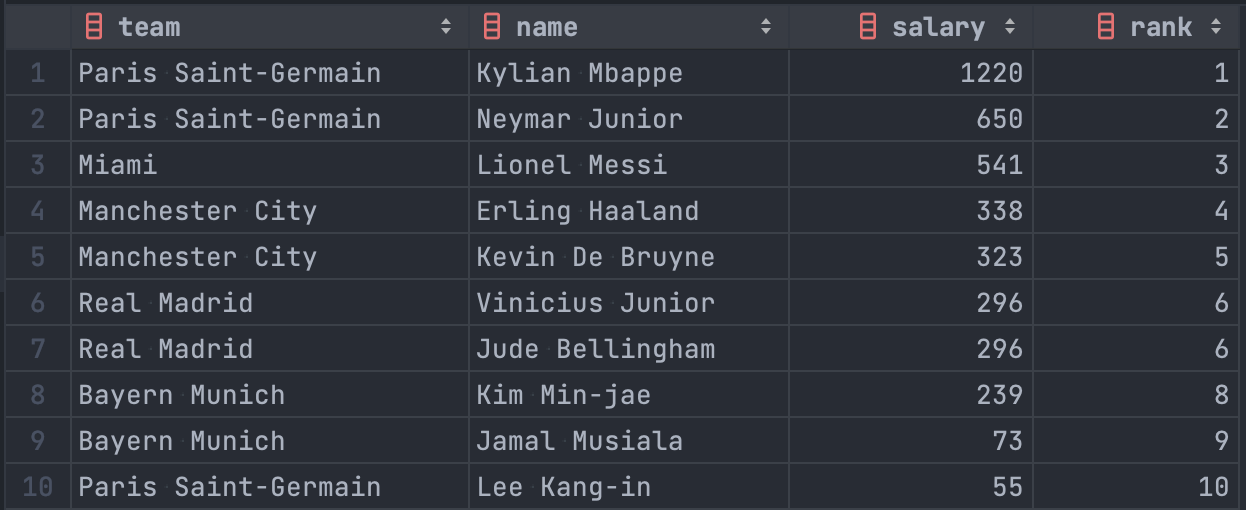 team name salary rank
1 Paris Saint-Germain Kylian Mbappe 1220 1
2 Paris Saint-Germain Neymar Junior 650 2
3 Miami Lionel Messi 541 3
4 Manchester City Erling Haaland 338 4
5 Manchester City Kevin De Bruyne 323 5
6 Real Madrid Vinicius Junior 296 6
7 Real Madrid Jude Bellingham 296 6
8 Bayern Munich Kim Min-jae 239 8
9 Bayern Munich Jamal Musiala 73 9
10 Paris Saint-Germain Lee Kang-in 55 10